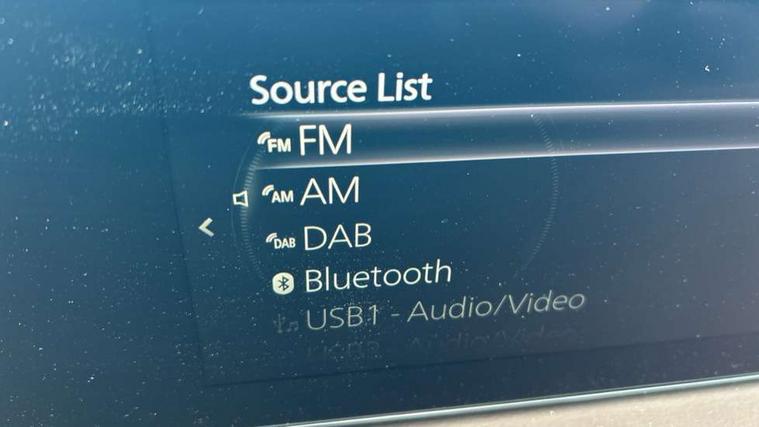 Source List
FM FM
AM AM
DAB DAB
Bluetooth
USB1 - Audio/Video